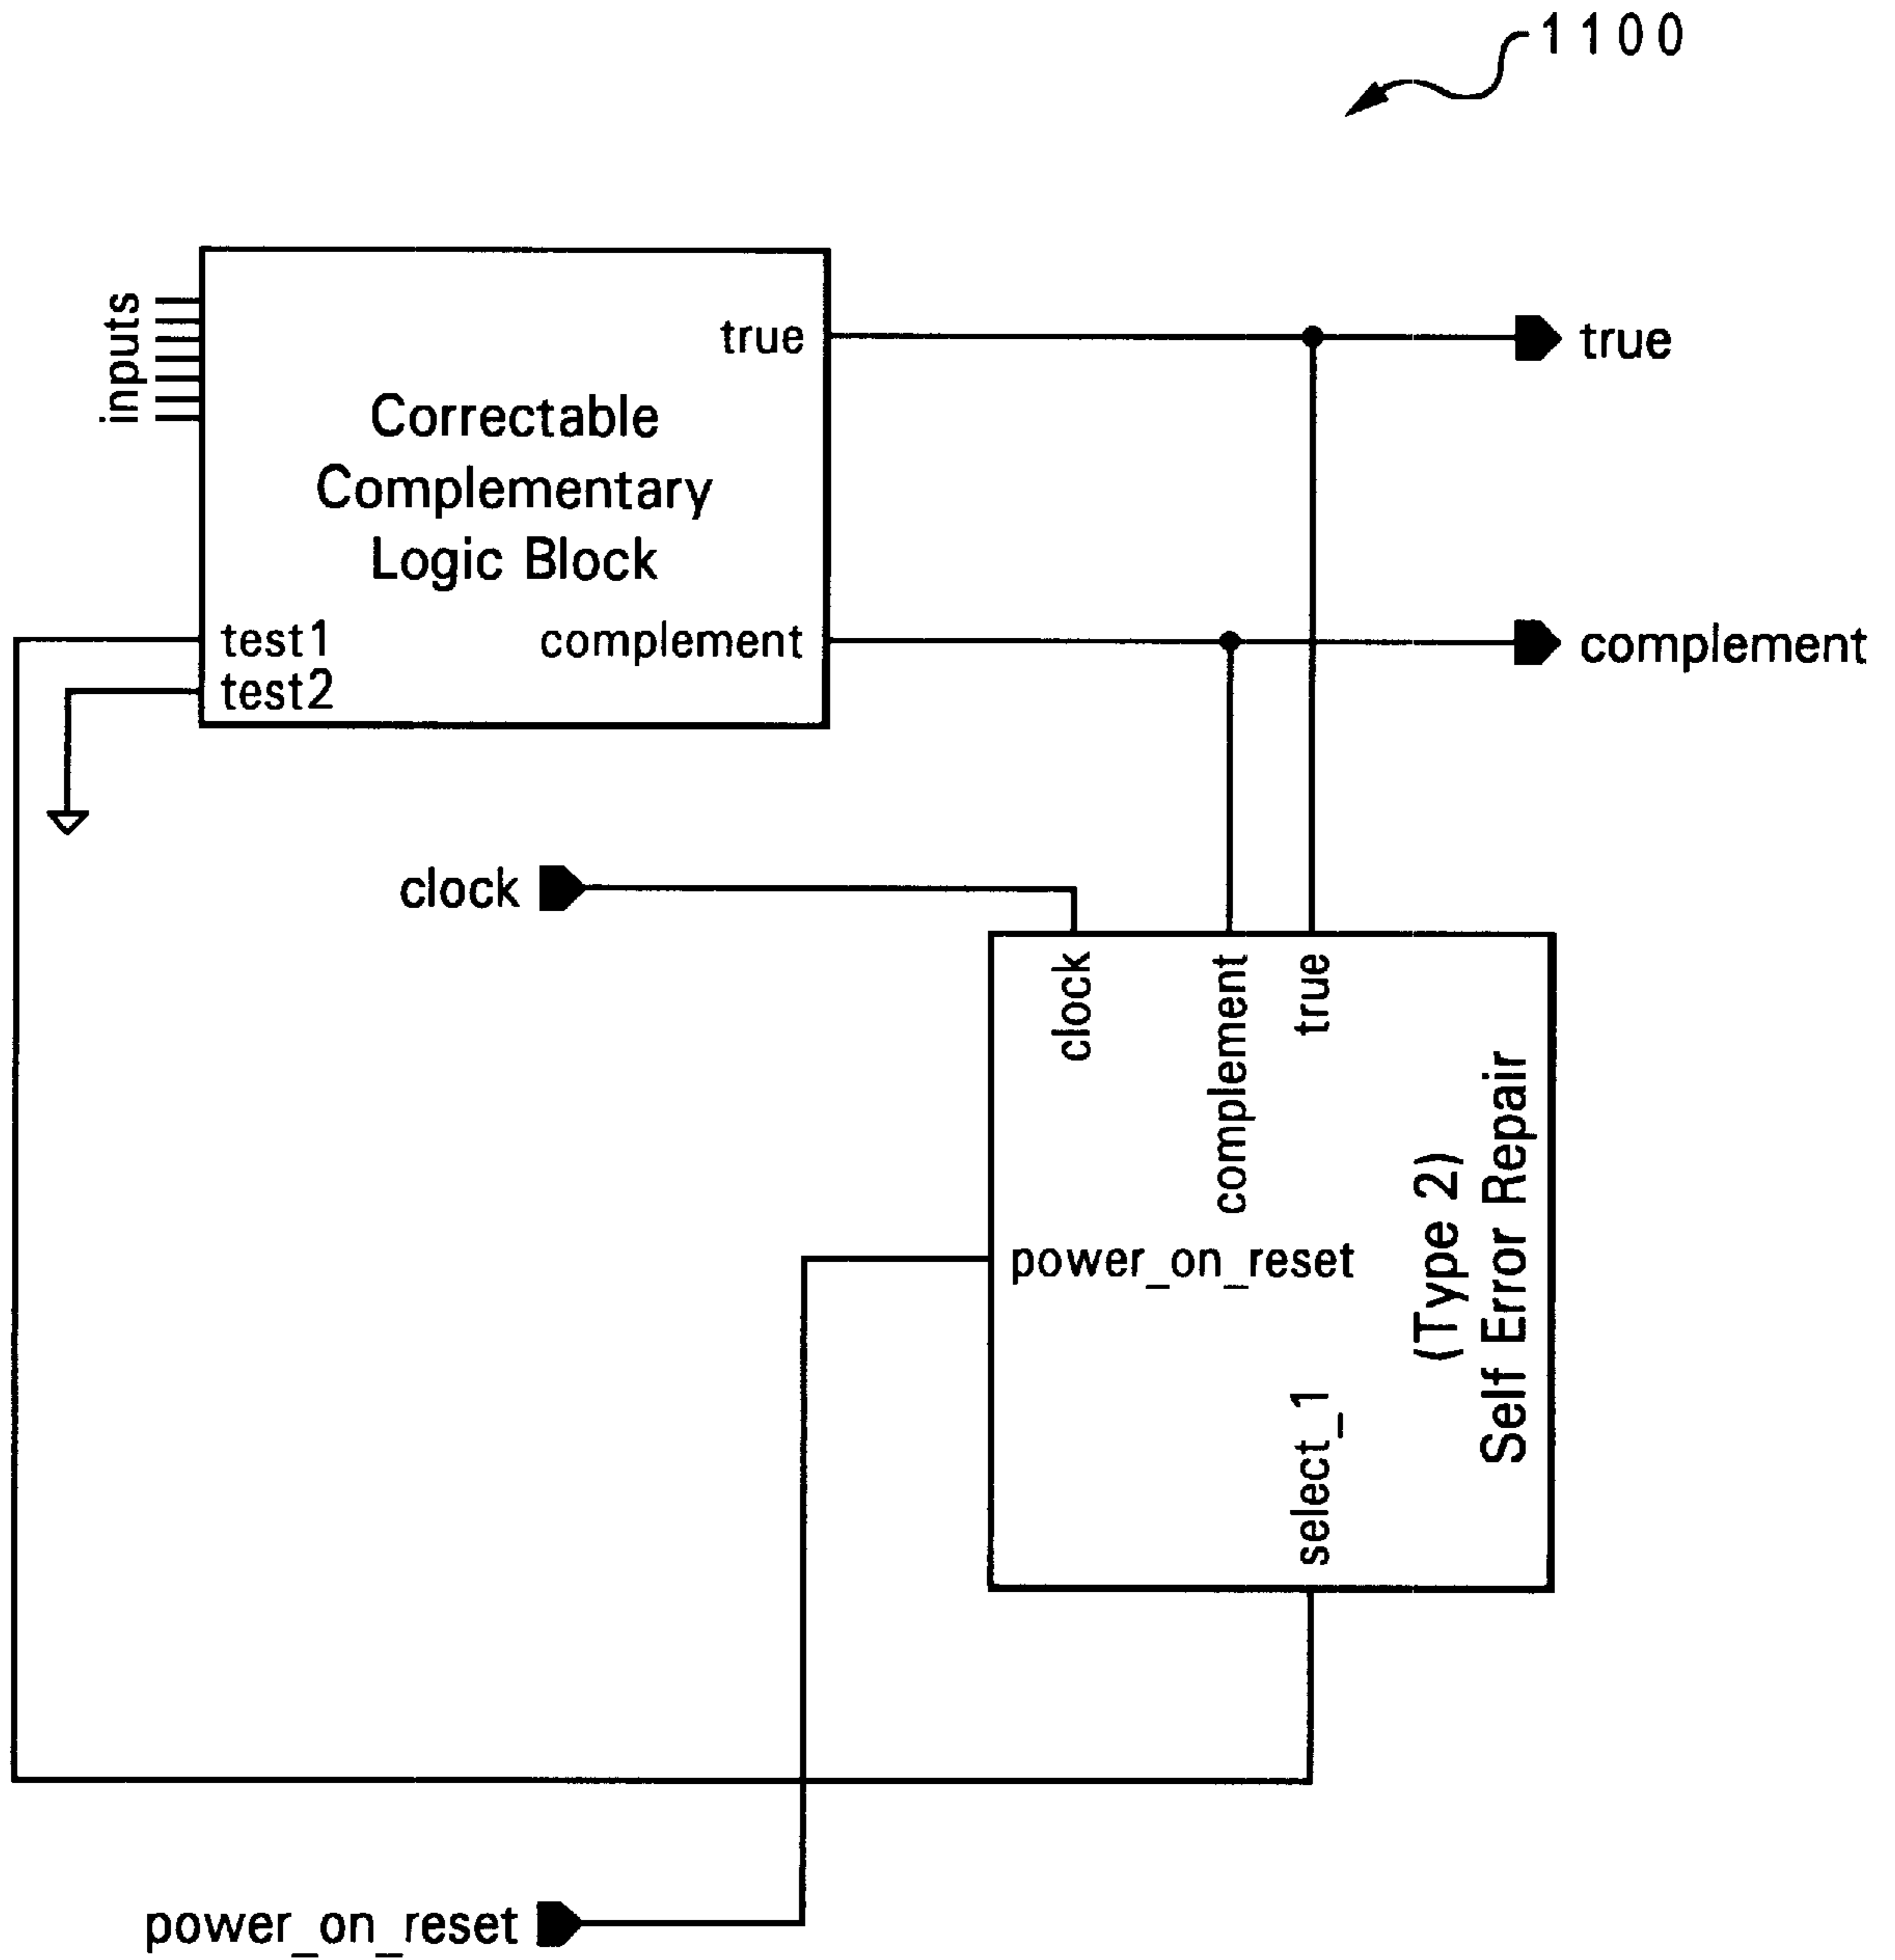 1100
inputs
true
true
Correctable
Complementary
Logic Block
test1
complement
complement
test2
clock
clock
complement
true
power_on_reset
(Type 2)
Self Error Repair
select_1
power_on_reset